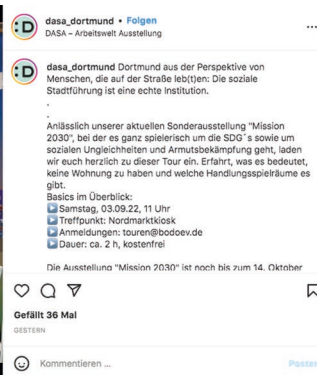 dasa_dortmund • Folgen
DASA – Arbeitswelt Ausstellung
dasa_dortmund Dortmund aus der Perspektive von
Menschen, die auf der Straße leb(t)en: Die soziale
Stadtführung ist eine echte Institution.
.
.
Anlässlich unserer aktuellen Sonderausstellung "Mission
2030", bei der es ganz spielerisch um die SDG´s sowie um
sozialen Ungleichheiten und Armutsbekämpfung geht, laden
wir euch herzlich zu dieser Tour ein. Erfahrt, was es bedeutet,
keine Wohnung zu haben und welche Handlungsspielräume es
gibt.
Basics im Überblick:
▶️ Samstag, 03.09.22, 11 Uhr
▶️ Treffpunkt: Nordmarktkiosk
▶️ Anmeldungen: touren@bodoev.de
▶️ Dauer: ca. 2 h, kostenfrei
Die Ausstellung "Mission 2030" ist noch bis zum 14. Oktober
Gefällt 36 Mal
GESTERN
Kommentieren ...
Posten